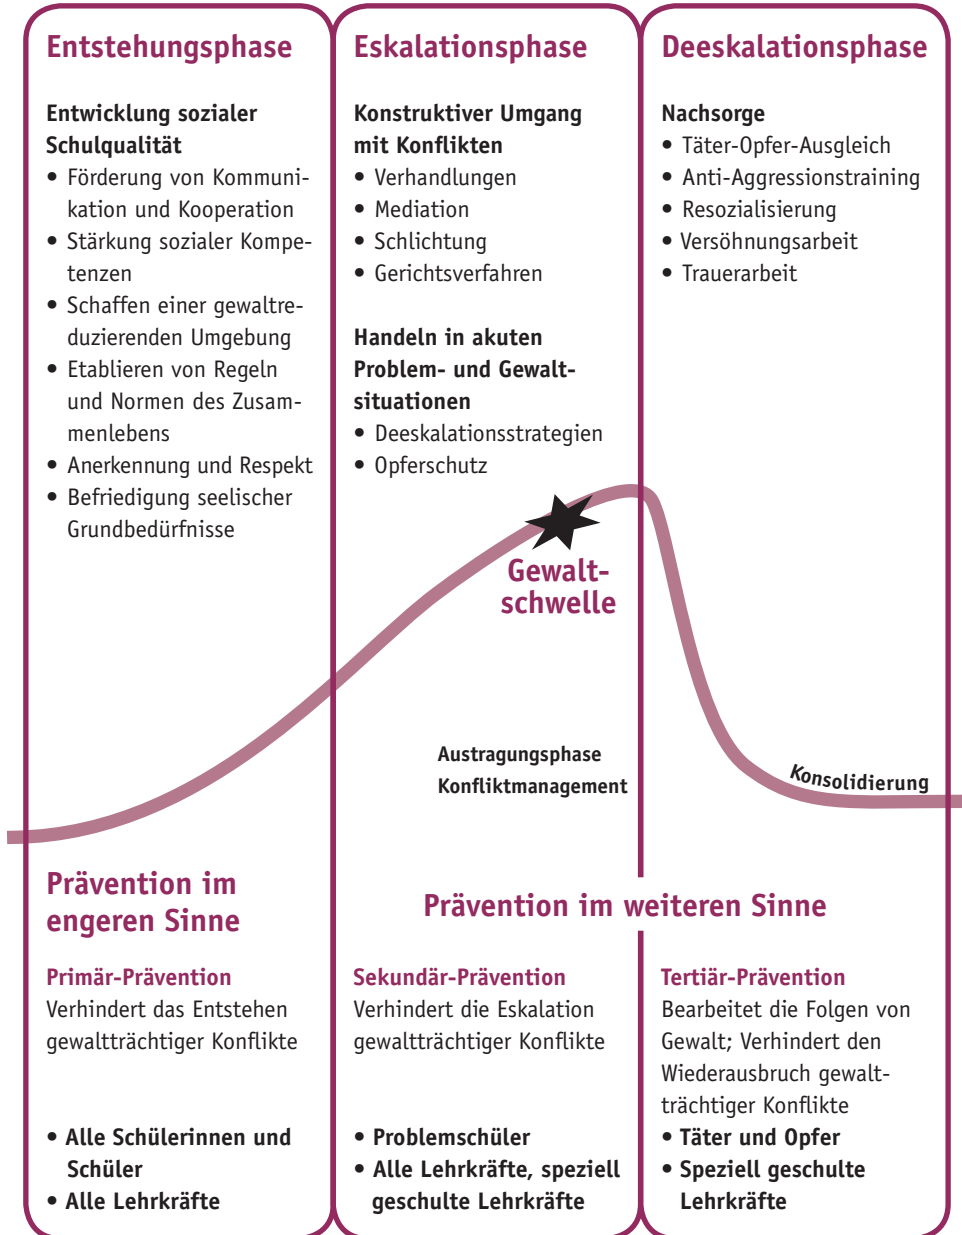 Entstehungsphase
Entwicklung sozialer
Schulqualität
• Förderung von Kommuni-
kation und Kooperation
• Stärkung sozialer Kompe-
tenzen
• Schaffen einer gewaltre-
duzierenden Umgebung
• Etablieren von Regeln
und Normen des Zusam-
menlebens
• Anerkennung und Respekt
• Befriedigung seelischer
Grundbedürfnisse
Eskalationsphase
Konstruktiver Umgang
mit Konflikten
• Verhandlungen
• Mediation
• Schlichtung
• Gerichtsverfahren
Handeln in akuten
Problem- und Gewalt-
situationen
• Deeskalationsstrategien
• Opferschutz
Gewalt-
schwelle
Austragungsphase
Konfliktmanagement
Deeskalationsphase
Nachsorge
• Täter-Opfer-Ausgleich
• Anti-Aggressionstraining
• Resozialisierung
• Versöhnungsarbeit
• Trauerarbeit
Konsolidierung
Prävention im
engeren Sinne
Prävention im weiteren Sinne
Primär-Prävention
Verhindert das Entstehen
gewaltträchtiger Konflikte
• Alle Schülerinnen und
Schüler
• Alle Lehrkräfte
Sekundär-Prävention
Verhindert die Eskalation
gewaltträchtiger Konflikte
• Problemschüler
• Alle Lehrkräfte, speziell
geschulte Lehrkräfte
Tertiär-Prävention
Bearbeitet die Folgen von
Gewalt; Verhindert den
Wiederausbruch gewalt-
trächtiger Konflikte
• Täter und Opfer
• Speziell geschulte
Lehrkräfte